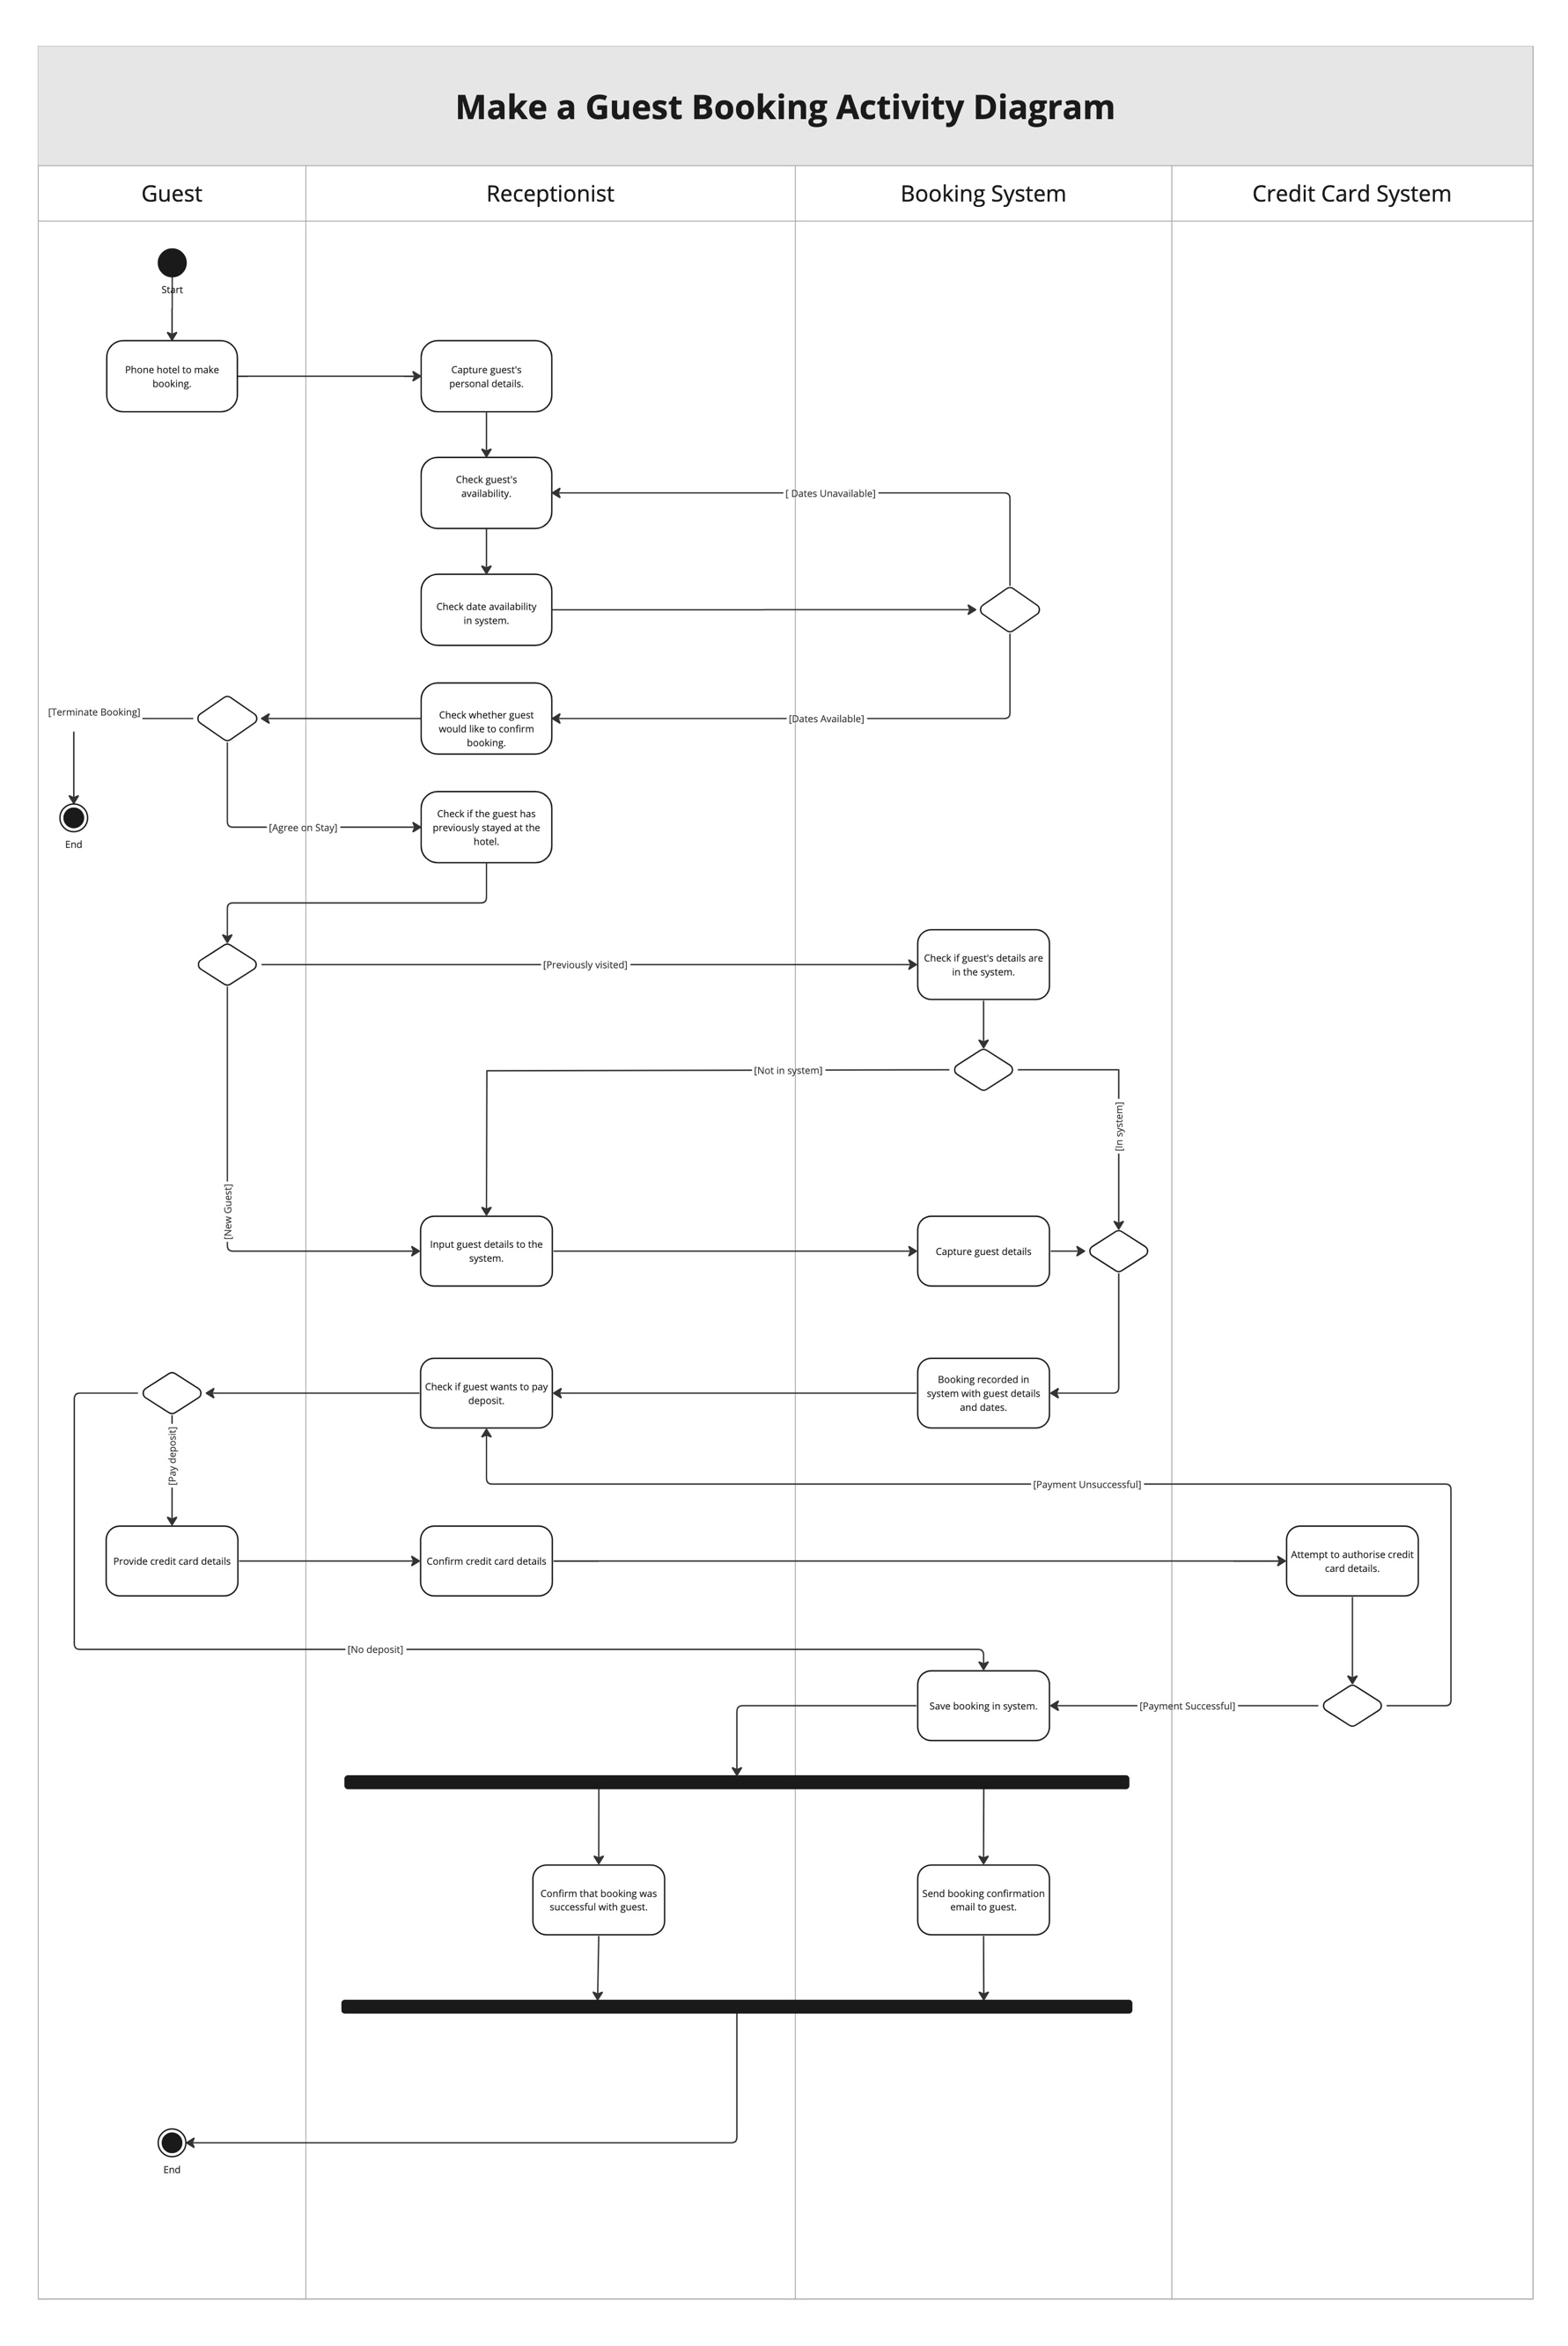 Make a Guest Booking Activity Diagram
Guest
Receptionist
Booking System
Credit Card System
Start
Phone hotel to make
booking.
Capture guest's
personal details.
Check guest's
availability.
[ Dates Unavailable]
Check date availability
in system.
[Terminate Booking]
Check whether guest
would like to confirm
booking.
[Dates Available]
End
[Agree on Stay]
Check if the guest has
previously stayed at the
hotel.
[Previously visited]
Check if guest's details are
in the system.
[Not in system]
[In system]
[New Guest]
Input guest details to the
system.
Capture guest details
Check if guest wants to pay
deposit.
Booking recorded in
system with guest details
and dates.
[Pay deposit]
[Payment Unsuccessful]
Provide credit card details
Confirm credit card details
Attempt to authorise credit
card details.
[No deposit]
Save booking in system.
[Payment Successful]
Confirm that booking was
successful with guest.
Send booking confirmation
email to guest.
End